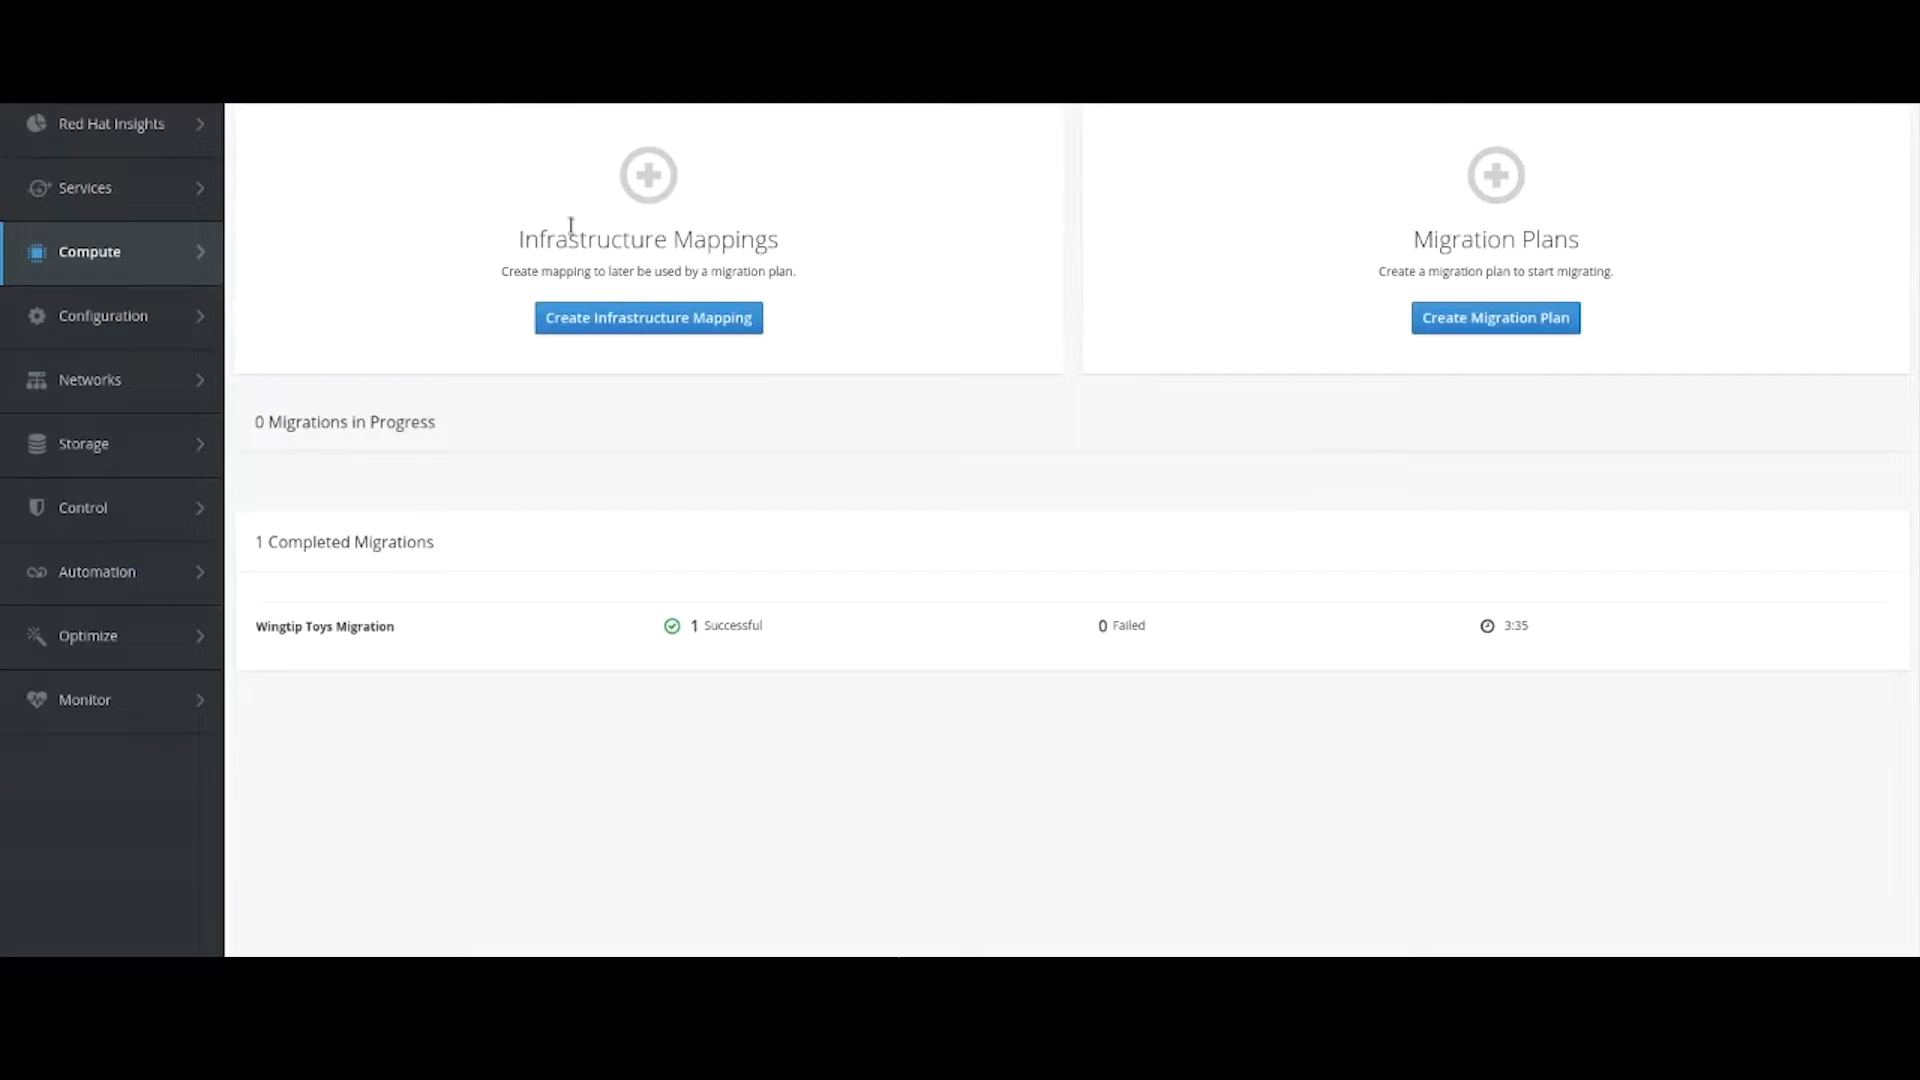 Red Hat Insights
Services
Compute
Configuration
Networks
Storage
Control
Automation
Optimize
Monitor
Infrastructure Mappings
Create mapping to later be used by a migration plan.
Create Infrastructure Mapping
Migration Plans
Create a migration plan to start migrating.
Create Migration Plan
0 Migrations in Progress
1 Completed Migrations
Wingtip Toys Migration 1 Successful 0 Failed 3:35